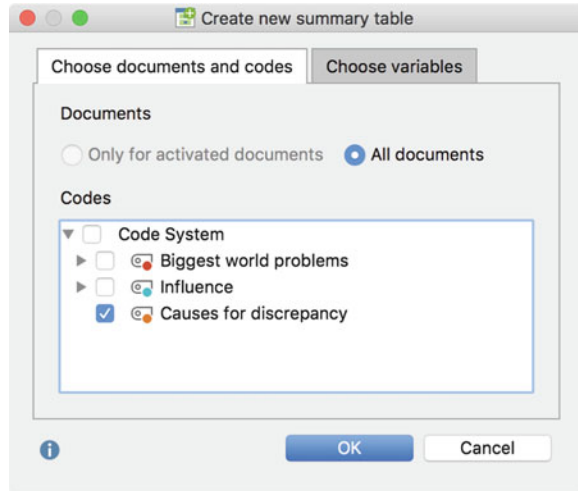 Create new summary table
Choose documents and codes Choose variables
Documents
Only for activated documents All documents
Codes
Code System
Biggest world problems
Influence
Causes for discrepancy
OK Cancel